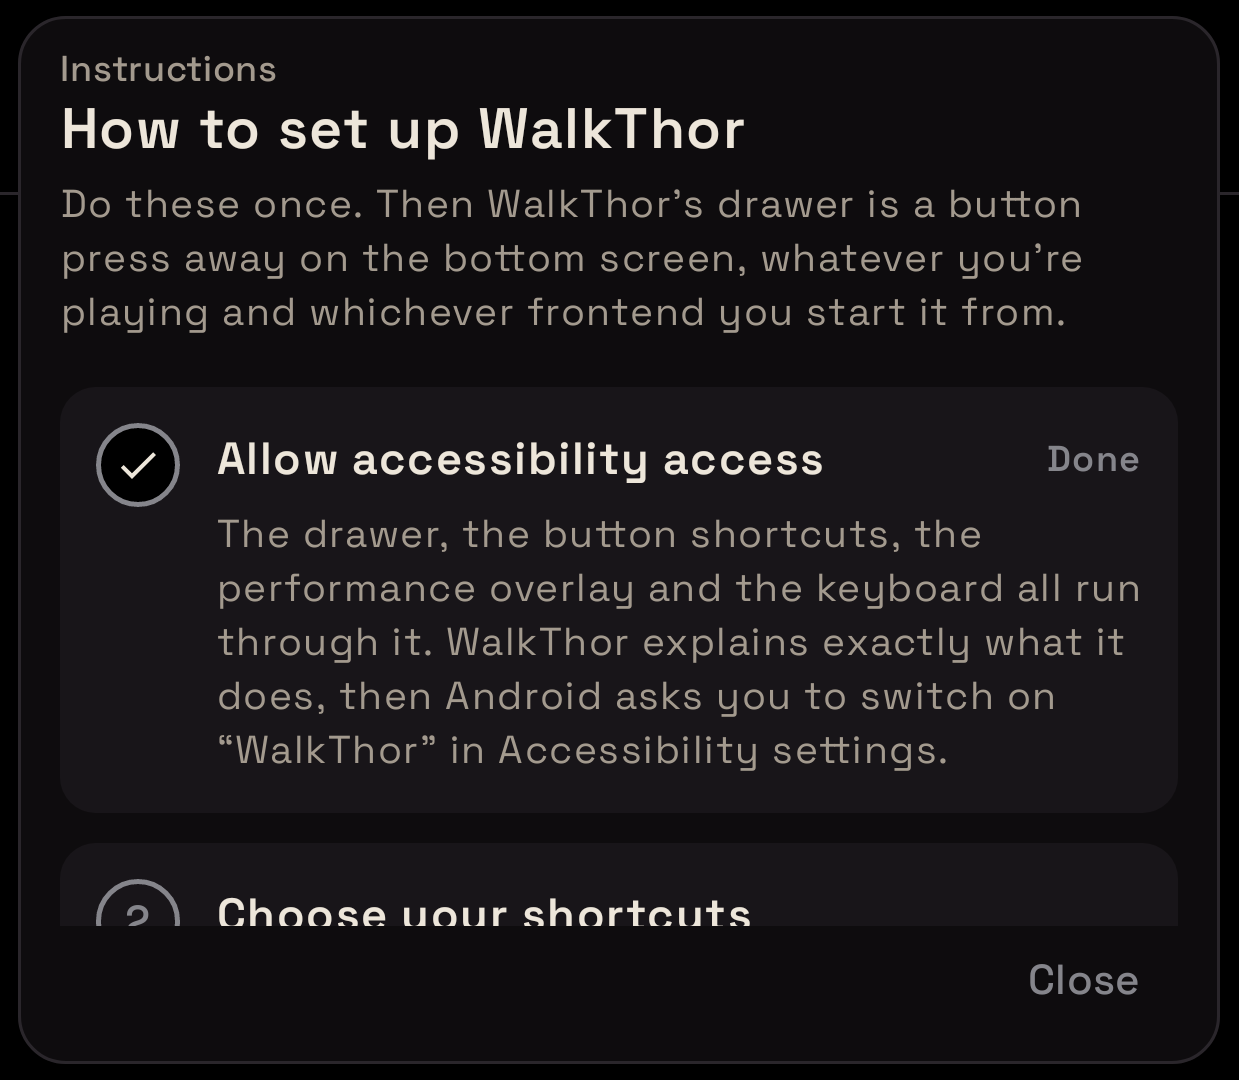 Instructions
How to set up WalkThor
Do these once. Then WalkThor’s drawer is a button
press away on the bottom screen, whatever you’re
playing and whichever frontend you start it from.
Allow accessibility access
Done
The drawer, the button shortcuts, the
performance overlay and the keyboard all run
through it. WalkThor explains exactly what it
does, then Android asks you to switch on
“WalkThor” in Accessibility settings.
2
Choose your shortcuts
Close